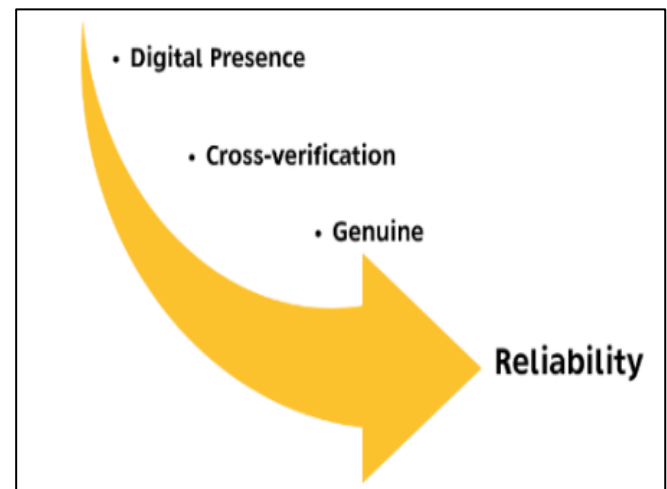 • Digital Presence
• Cross-verification
• Genuine
Reliability